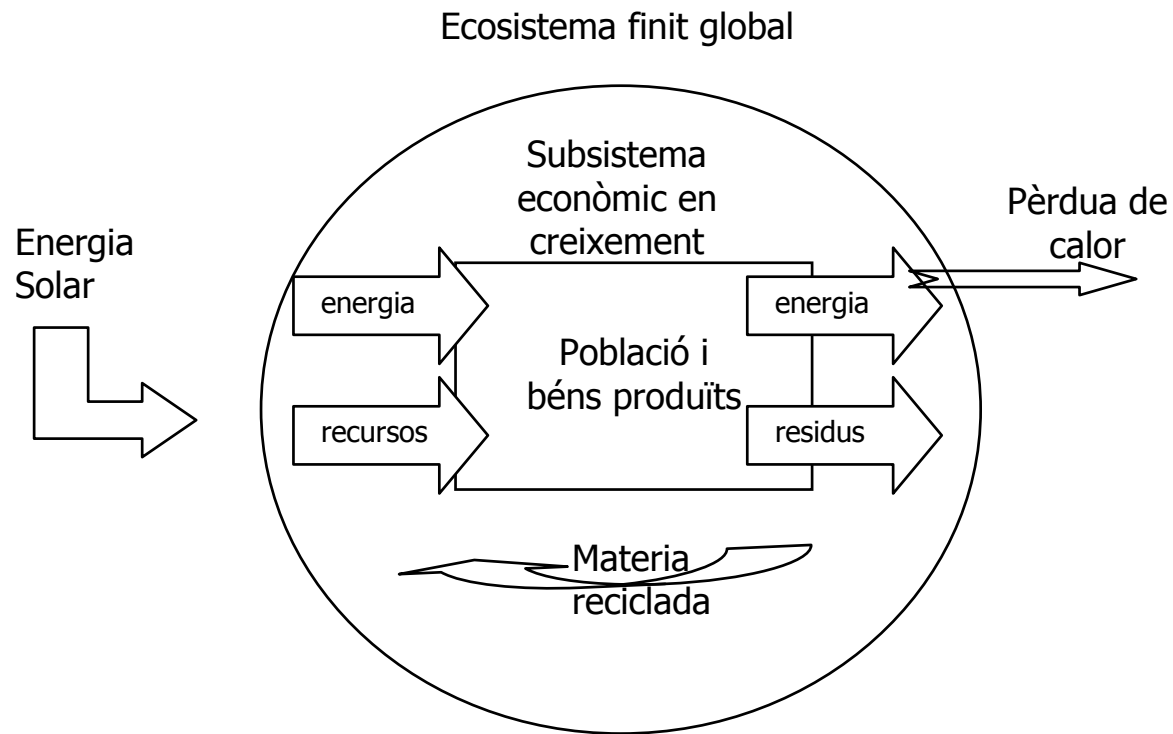 Ecosistema finit global
Subsistema
econòmic en
creixement
Pèrdua de
calor
Energia
Solar
energia
energia
Població i
béns produïts
recursos
residus
Materia
reciclada